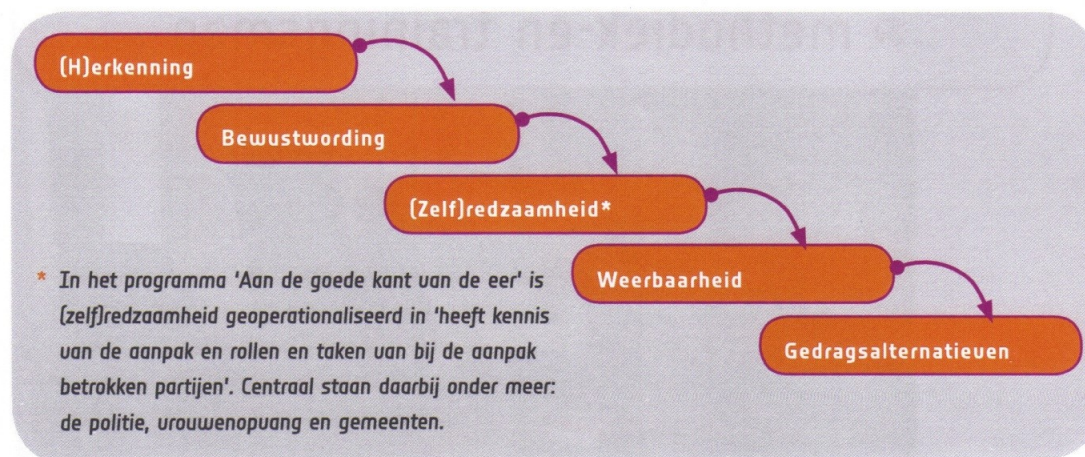 (H)erkenning
Bewustwording
(Zelf)redzaamheid*
Weerbaarheid
Gedragsalternatieven
* In het programma 'Aan de goede kant van de eer' is
(zelf)redzaamheid geoperationaliseerd in 'heeft kennis
van de aanpak en rollen en taken van bij de aanpak
betrokken partijen'. Centraal staan daarbij onder meer:
de politie, vrouwenopvang en gemeenten.